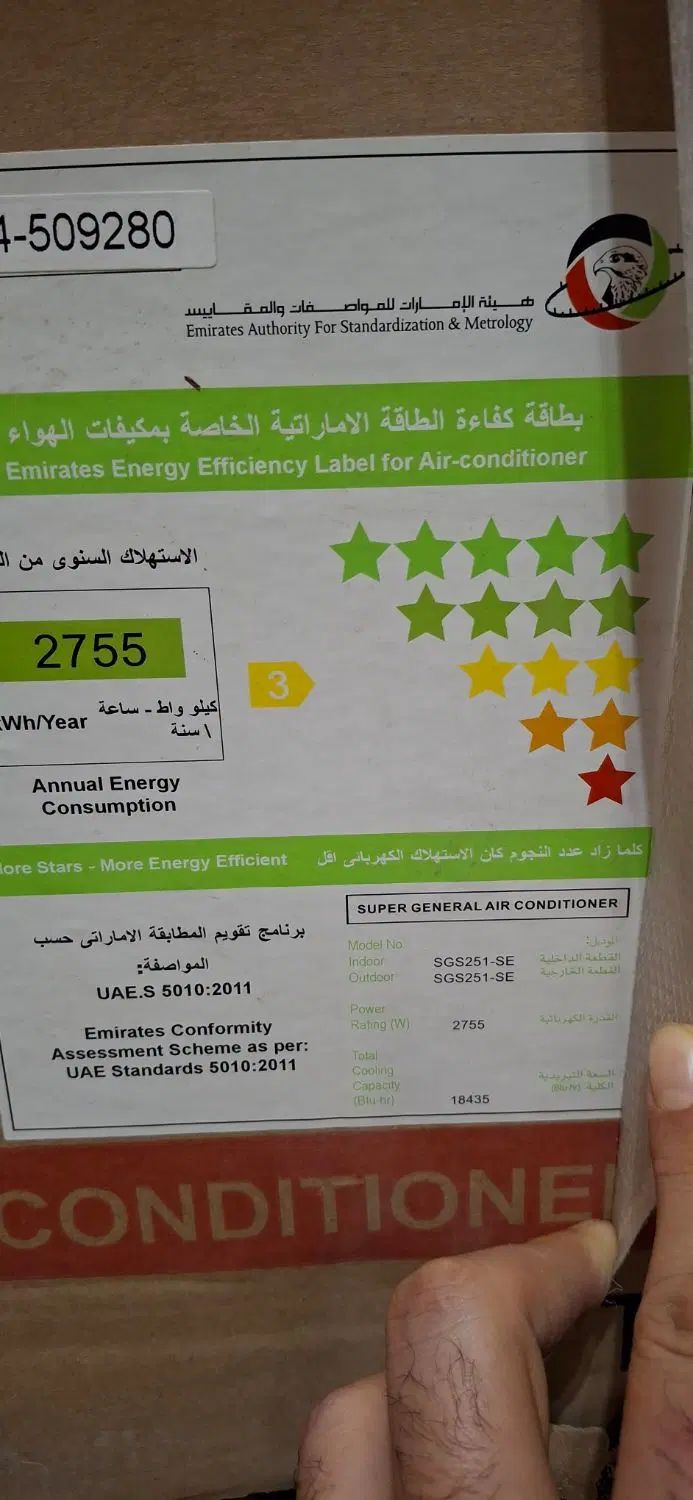 4-509280
هيئة الإمارات للمواصفات والمقاييس
Emirates Authority For Standardization & Metrology
بطاقة كفاءة الطاقة الاماراتية الخاصة بمكيفات الهواء
Emirates Energy Efficiency Label for Air-conditioner
الاستهلاك السنوى من
2755
3
كيلو واط - ساعة
kWh/Year
\ سنة
Annual Energy
Consumption
More Stars - More Energy Efficient
كلما زاد عدد النجوم كان الاستهلاك الكهربائى اقل
برنامج تقويم المطابقة الاماراتى حسب
المواصفة:
UAE.S 5010:2011
Emirates Conformity
Assessment Scheme as per:
UAE Standards 5010:2011
SUPER GENERAL AIR CONDITIONER
Model No. الموديل:
Indoor SGS251-SE القطعة الداخلية
Outdoor SGS251-SE القطعة الخارجية
Power
Rating (W) 2755 القدرة الكهربائية
Total
Cooling
Capacity السعة التبريدية
(Btu-hr) 18435 الكلية (Btu-hr)
CONDITIONE